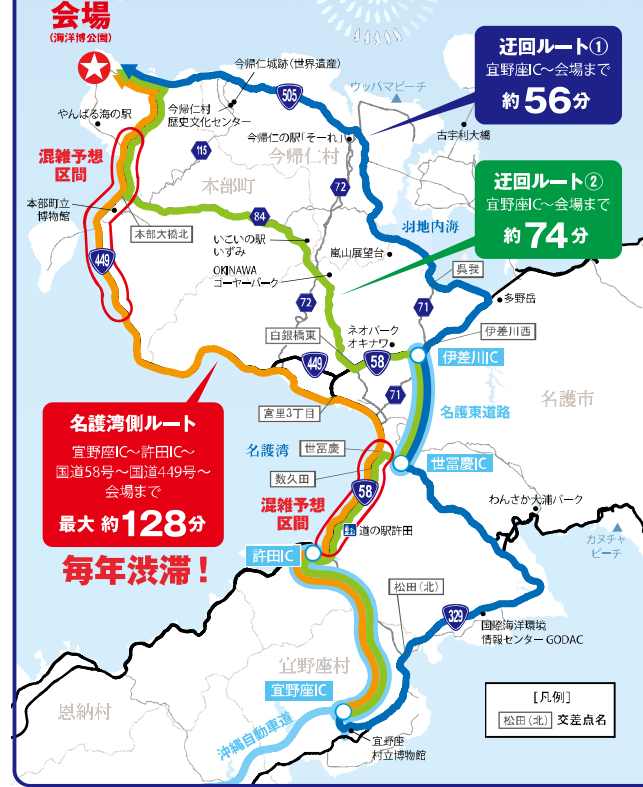 会場
(海洋博公園)
迂回ルート①
宜野座IC～会場まで
約56分
今帰仁城跡(世界遺産)
505
ウッパマビーチ
やんばる海の駅
今帰仁村
歴史文化センター
古宇利大橋
今帰仁の駅「そーれ」
今帰仁村
混雑予想
区間
115
本部町
72
迂回ルート②
宜野座IC～会場まで
約74分
本部町立
博物館
84
羽地内海
本部大橋北
いこいの駅
いずみ
嵐山展望台
449
OKINAWA
ゴーヤーパーク
呉我
多野岳
72
71
白銀橋東
ネオパーク
オキナワ
伊差川西
449
58
伊差川IC
名護市
71
宮里3丁目
名護東道路
名護湾側ルート
宜野座IC～許田IC～
国道58号～国道449号～
会場まで
最大 約128分
名護湾
世冨慶
世冨慶IC
数久田
58
混雑予想
区間
わんさか大浦パーク
道の駅許田
カヌチャ
ビーチ
毎年渋滞！
許田IC
松田(北)
329
国際海洋環境
情報センター GODAC
宜野座村
宜野座IC
恩納村
[凡例]
松田(北) 交差点名
沖縄自動車道
宜野座
村立博物館